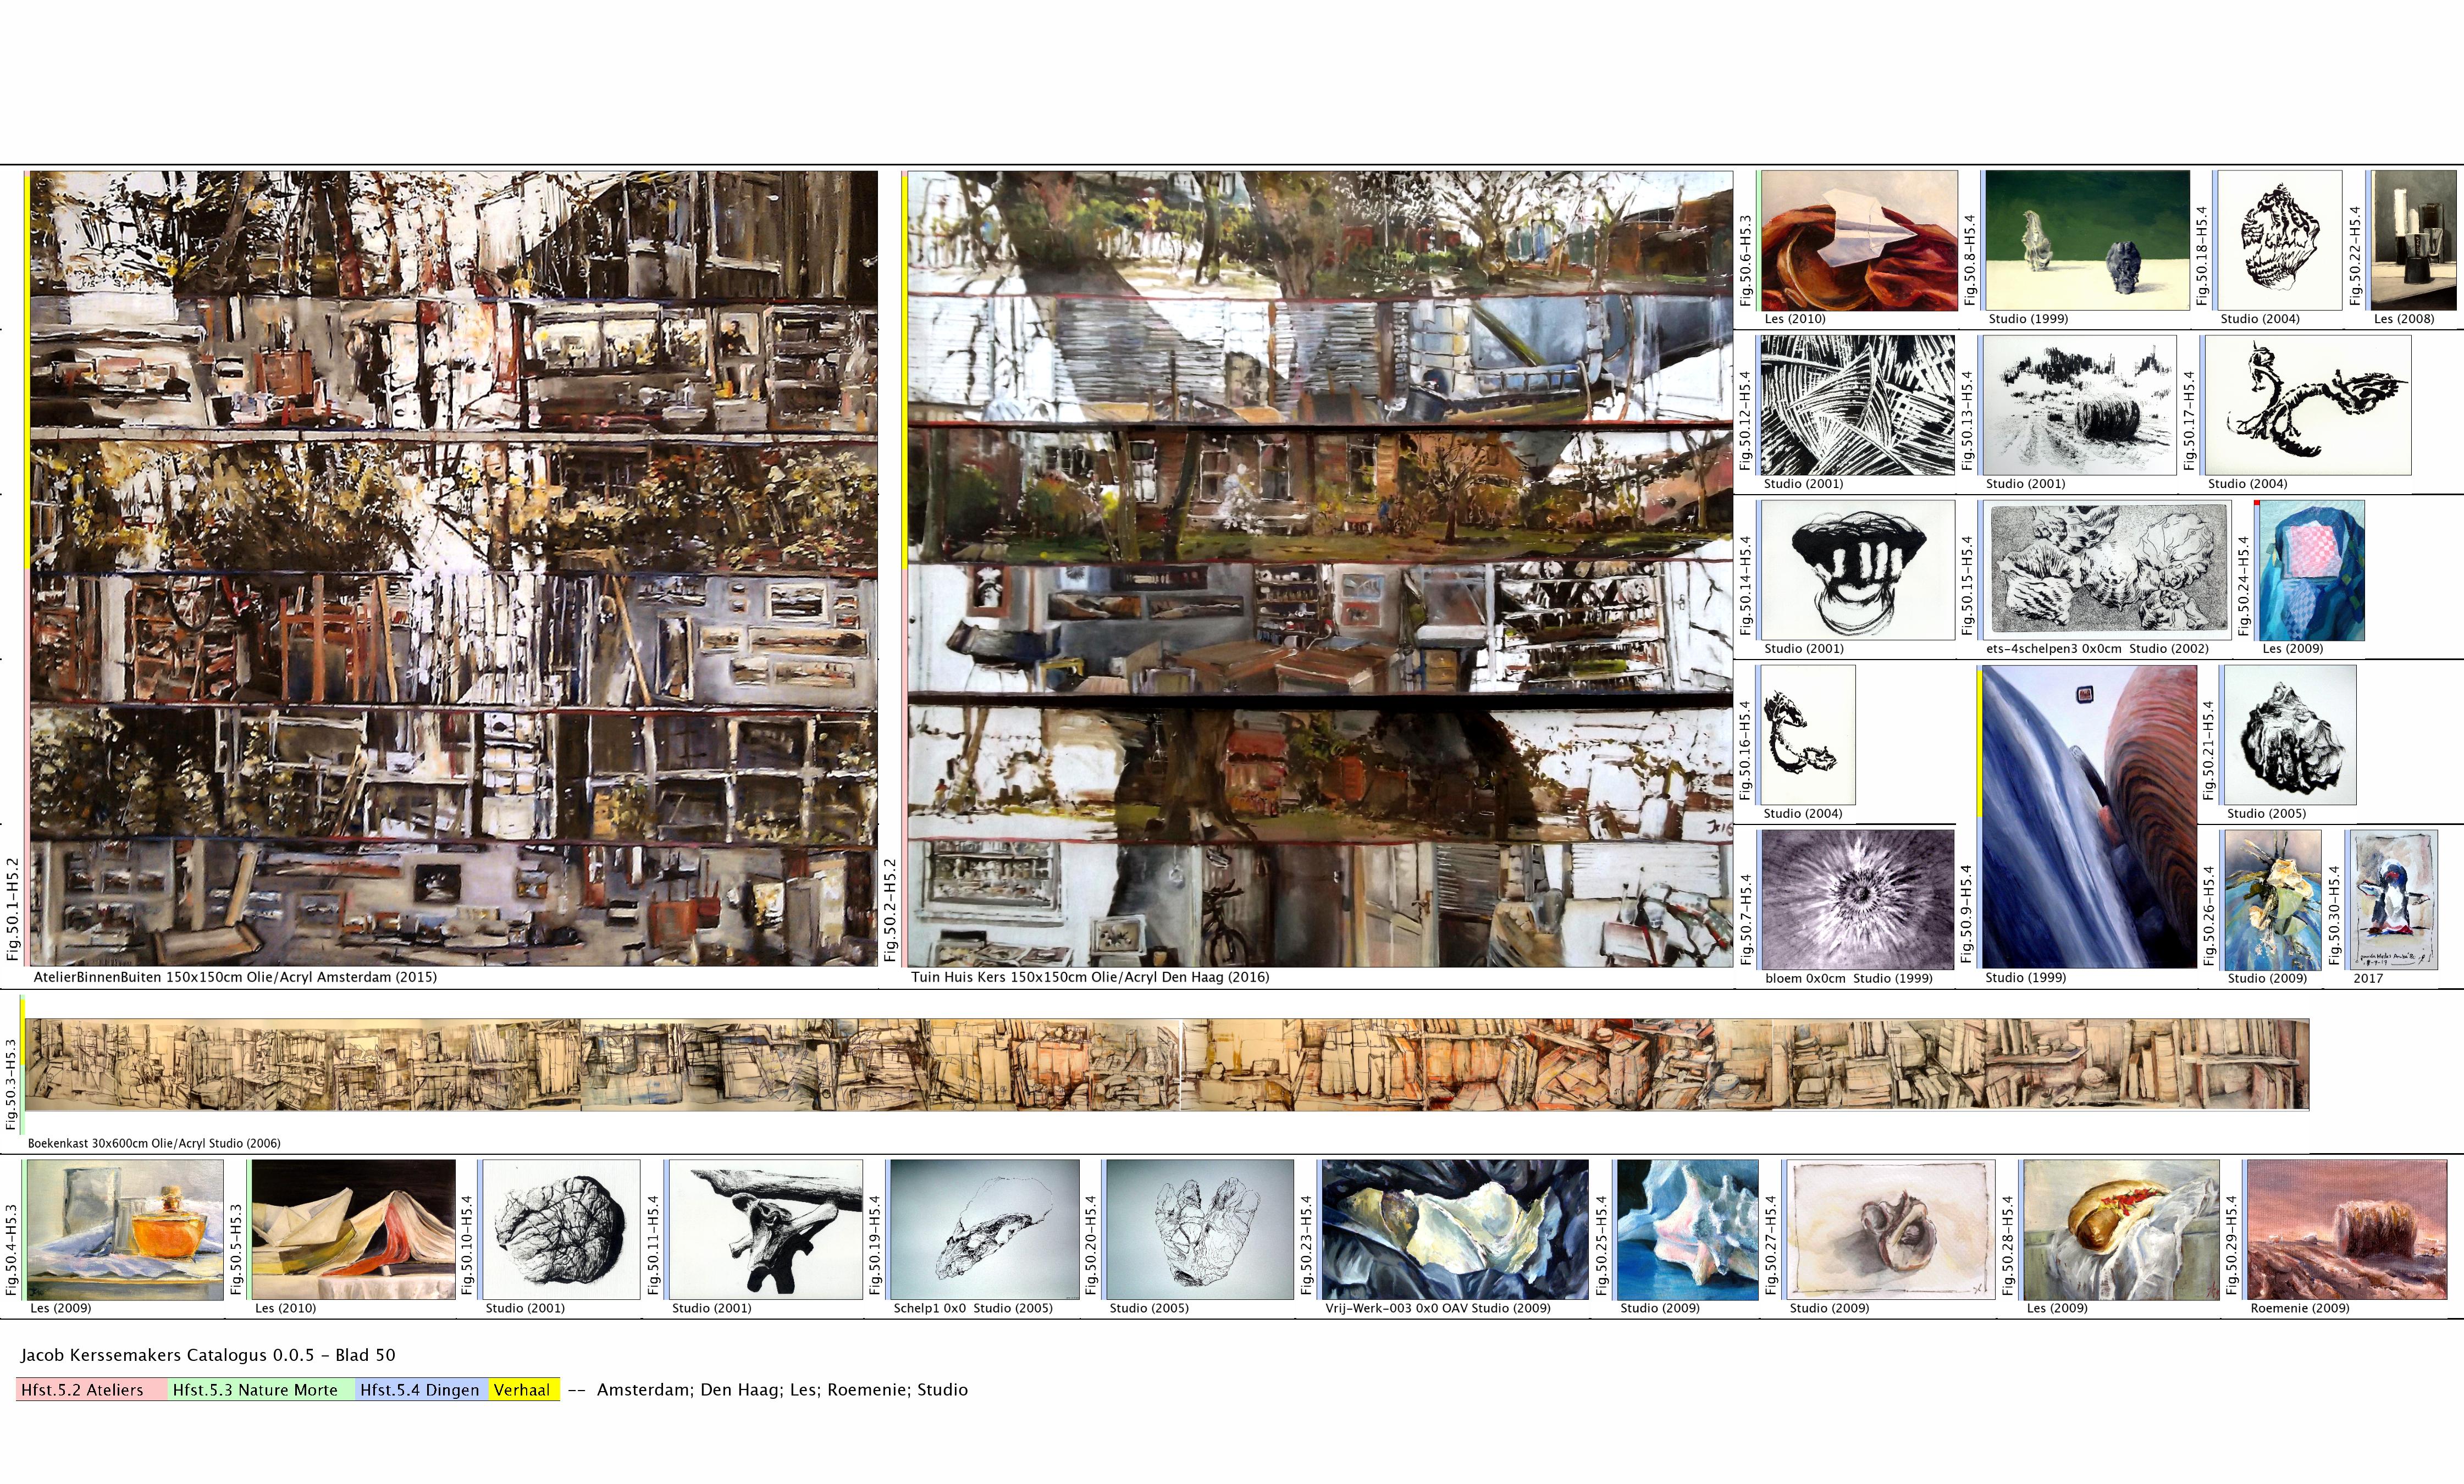 Fig.50.1-H5.2
AtelierBinnenBuiten 150x150cm Olie/Acryl Amsterdam (2015)
Fig.50.2-H5.2
Tuin Huis Kers 150x150cm Olie/Acryl Den Haag (2016)
Fig.50.6-H5.3
Les (2010)
Fig.50.8-H5.4
Studio (1999)
Fig.50.18-H5.4
Studio (2004)
Fig.50.22-H5.4
Les (2008)
Fig.50.12-H5.4
Studio (2001)
Fig.50.13-H5.4
Studio (2001)
Fig.50.17-H5.4
Studio (2004)
Fig.50.14-H5.4
Studio (2001)
Fig.50.15-H5.4
ets-4schelpen3 0x0cm Studio (2002)
Fig.50.24-H5.4
Les (2009)
Fig.50.16-H5.4
Studio (2004)
Fig.50.9-H5.4
Studio (1999)
Fig.50.21-H5.4
Studio (2005)
Fig.50.7-H5.4
bloem 0x0cm Studio (1999)
Fig.50.26-H5.4
Studio (2009)
Fig.50.30-H5.4
2017
Fig.50.3-H5.3
Boekenkast 30x600cm Olie/Acryl Studio (2006)
Fig.50.4-H5.3
Les (2009)
Fig.50.5-H5.3
Les (2010)
Fig.50.10-H5.4
Studio (2001)
Fig.50.11-H5.4
Studio (2001)
Fig.50.19-H5.4
Schelp1 0x0 Studio (2005)
Fig.50.20-H5.4
Studio (2005)
Fig.50.23-H5.4
Vrij-Werk-003 0x0 OAV Studio (2009)
Fig.50.25-H5.4
Studio (2009)
Fig.50.27-H5.4
Studio (2009)
Fig.50.28-H5.4
Les (2009)
Fig.50.29-H5.4
Roemenie (2009)
Jacob Kerssemakers Catalogus 0.0.5 - Blad 50
Hfst.5.2 Ateliers Hfst.5.3 Nature Morte Hfst.5.4 Dingen Verhaal -- Amsterdam; Den Haag; Les; Roemenie; Studio